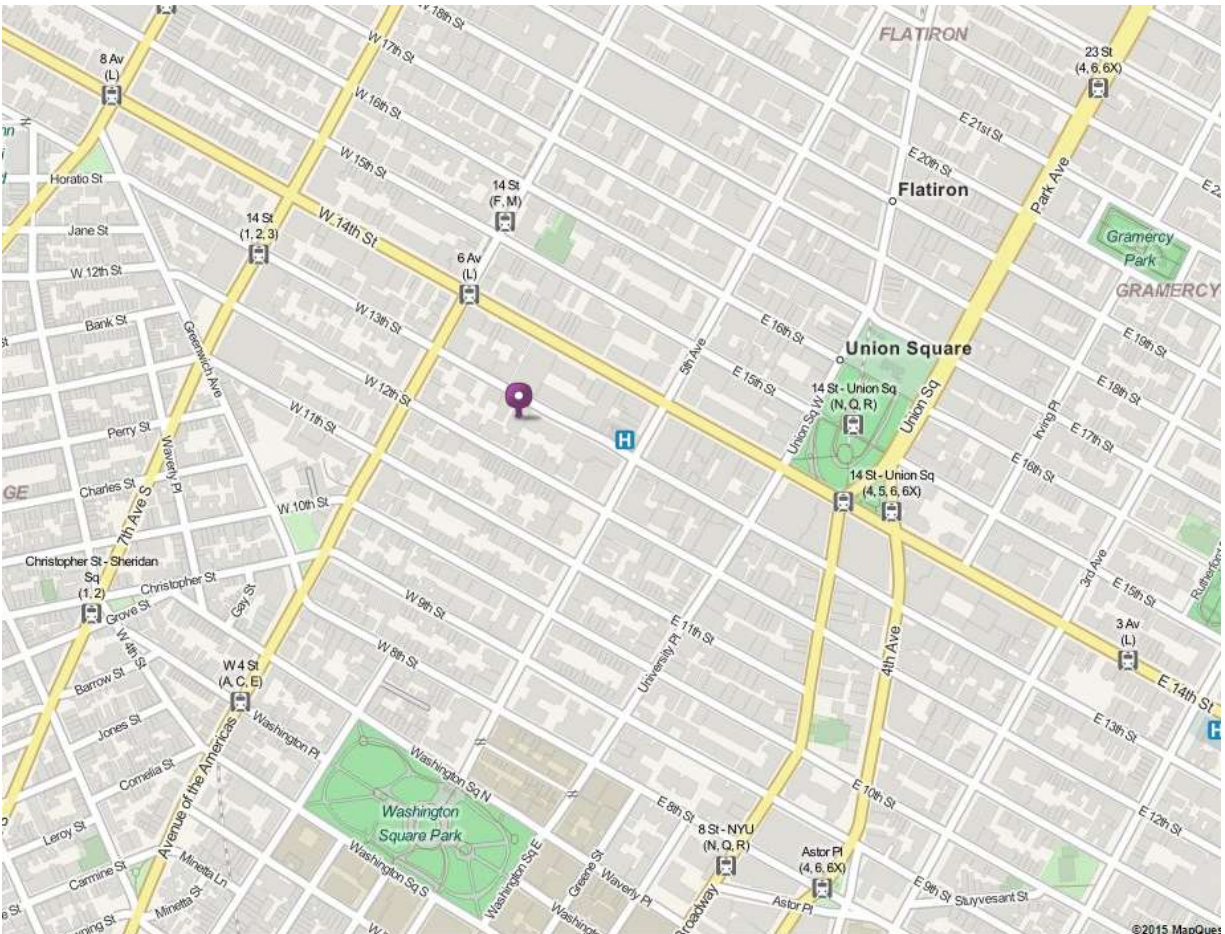 W 18th St
FLATIRON
W 17th St
23 St
(4, 6, 6X)
8 Av
(L)
W 16th St
E 21st St
W 15th St
E 20th St
Horatio St
14 St
(F, M)
Flatiron
Park Ave
E 22
14 St
(1, 2, 3)
W 14th St
Jane St
Gramercy
Park
W 12th St
6 Av
(L)
GRAMERCY
Bank St
W 13th St
E 16th St
E 19th St
Greenwich Ave
5th Ave
Union Square
W 12th St
E 15th St
14 St - Union Sq
(N, Q, R)
E 18th St
W 11th St
Union Sq W
Union Sq
Irving Pl
H
E 17th St
Perry St
Waverly Pl
E 16th St
GE
Charles St
14 St - Union Sq
(4, 5, 6, 6X)
W 10th St
7th Ave S
Christopher St - Sheridan
Sq
(1, 2)
Christopher St
3rd Ave
Rutherford
E 15th St
Grove St
Gay St
W 9th St
E 11th St
3 Av
(L)
W 4th St
W 8th St
University Pl
4th Ave
W 4 St
(A, C, E)
Barrow St
E 14th St
Washington Pl
Jones St
E 13th St
H
Avenue of the Americas
Washington Sq N
Cornelia St
E 10th St
Washington
Square Park
E 8th St
E 12th St
Leroy St
8 St - NYU
(N, Q, R)
Astor Pl
(4, 6, 6X)
Minetta Ln
Washington Sq S
Washington Sq E
Greene St
Waverly Pl
Carmine St
E 9th St
Stuyvesant St
Minetta St
Washington
Broadway
Astor Pl
©2015 MapQues